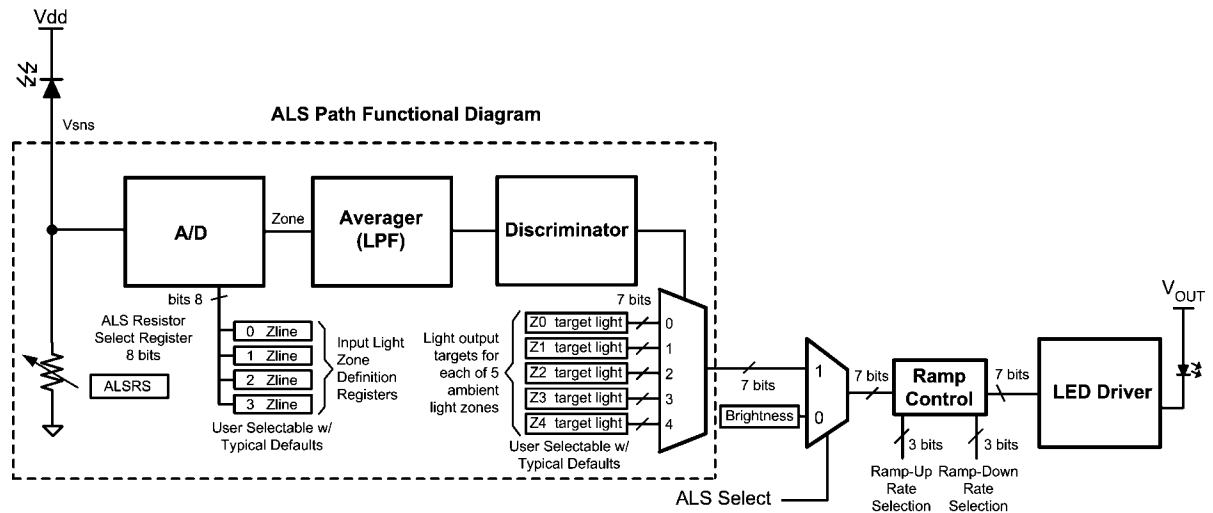 Vdd
Vsns
ALS Path Functional Diagram
A/D
Zone
Averager
(LPF)
Discriminator
bits 8
ALS Resistor
Select Register
8 bits
ALSRS
0 Zline
1 Zline
2 Zline
3 Zline
Input Light
Zone
Definition
Registers
User Selectable w/
Typical Defaults
Light output
targets for
each of 5
ambient
light zones
7 bits
Z0 target light
Z1 target light
Z2 target light
Z3 target light
Z4 target light
0
1
2
3
4
User Selectable w/
Typical Defaults
7 bits
Brightness
1
0
ALS Select
7 bits
Ramp
Control
7 bits
3 bits
3 bits
Ramp-Up
Rate
Selection
Ramp-Down
Rate
Selection
LED Driver
VOUT